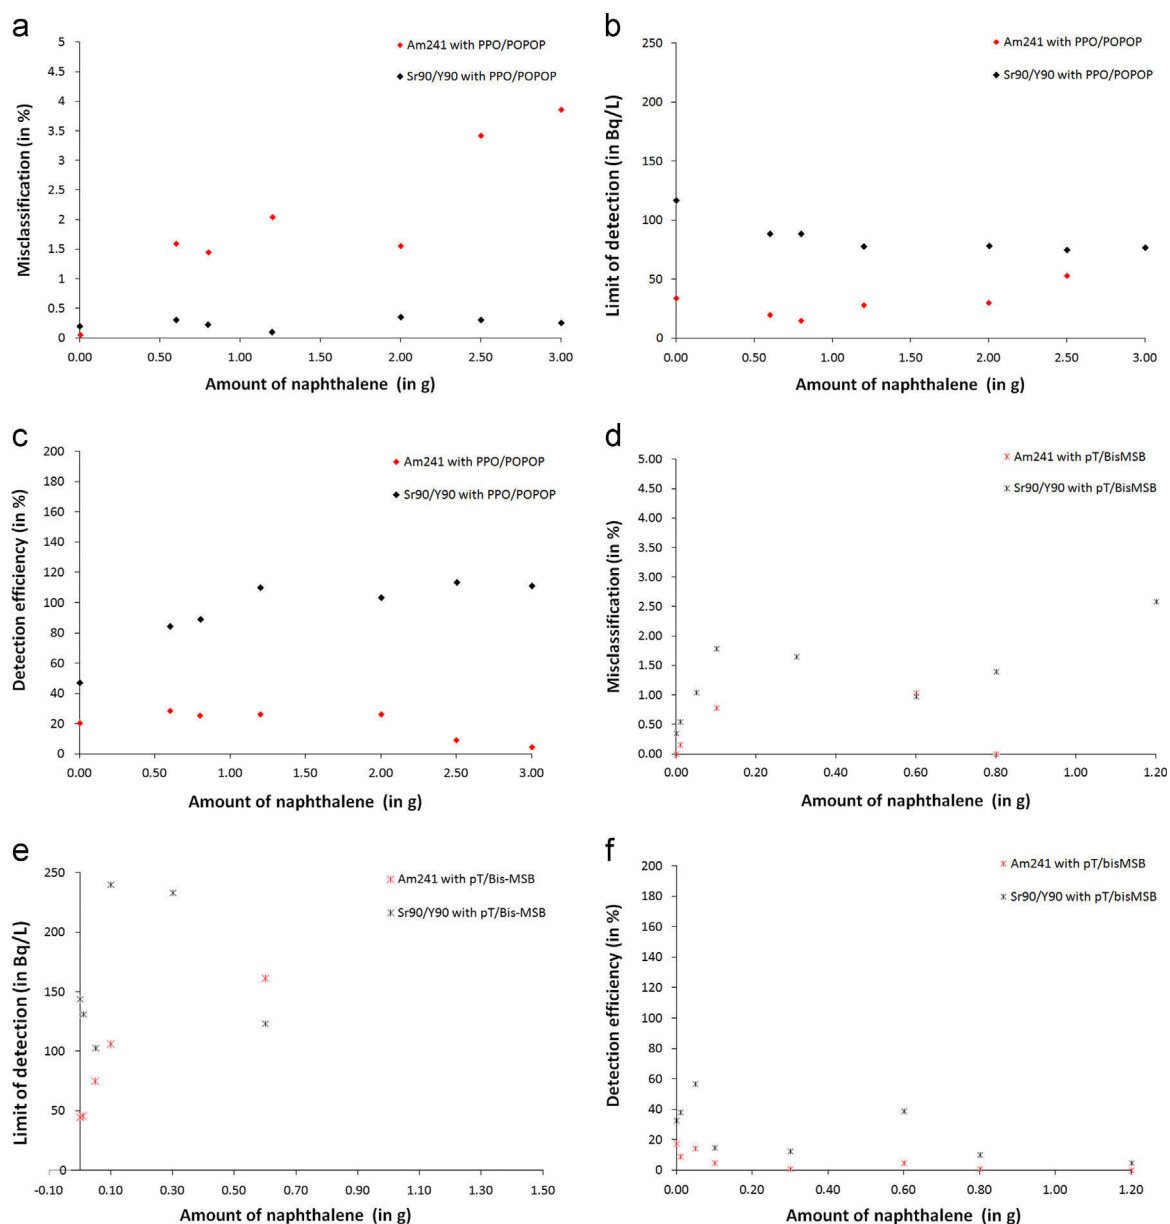 a
Misclassification (in %)
5
4.5
4
3.5
3
2.5
2
1.5
1
0.5
0
0.00 0.50 1.00 1.50 2.00 2.50 3.00
Amount of naphthalene (in g)
Am241 with PPO/POPOP
Sr90/Y90 with PPO/POPOP
b
Limit of detection (in Bq/L)
250
200
150
100
50
0
0.00 0.50 1.00 1.50 2.00 2.50 3.00
Amount of naphthalene (in g)
Am241 with PPO/POPOP
Sr90/Y90 with PPO/POPOP
c
Detection efficiency (in %)
200
180
160
140
120
100
80
60
40
20
0
0.00 0.50 1.00 1.50 2.00 2.50 3.00
Amount of naphthalene (in g)
Am241 with PPO/POPOP
Sr90/Y90 with PPO/POPOP
d
Misclassification (in %)
5.00
4.50
4.00
3.50
3.00
2.50
2.00
1.50
1.00
0.50
0.00
0.00 0.20 0.40 0.60 0.80 1.00 1.20
Amount of naphthalene (in g)
Am241 with pT/BisMSB
Sr90/Y90 with pT/BisMSB
e
Limit of detection (in Bq/L)
250
200
150
100
50
0
-0.10 0.10 0.30 0.50 0.70 0.90 1.10 1.30 1.50
Amount of naphthalene (in g)
Am241 with pT/Bis-MSB
Sr90/Y90 with pT/Bis-MSB
f
Detection efficiency (in %)
200
180
160
140
120
100
80
60
40
20
0
0.00 0.20 0.40 0.60 0.80 1.00 1.20
Amount of naphthalene (in g)
Am241 with pT/bisMSB
Sr90/Y90 with pT/bisMSB